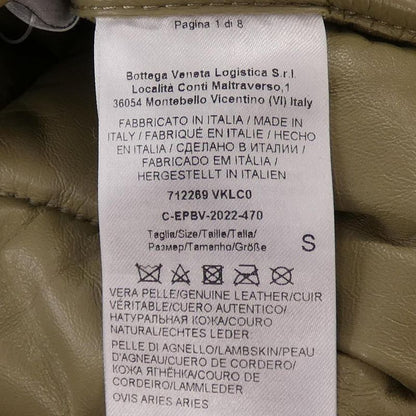 Pagina 1 di 8
Bottega Veneta Logistica S.r.l.
Località Conti Maltraverso,1
36054 Montebello Vicentino (VI) Italy
FABBRICATO IN ITALIA / MADE IN
ITALY / FABRIQUÉ EN ITALIE / HECHO
EN ITALIA / СДЕЛАНО В ИТАЛИИ /
FABRICADO EM ITÁLIA /
HERGESTELLT IN ITALIEN
712269 VKLC0
C-EPBV-2022-470
Taglia/Size/Taille/Talla/
Размер/Tamanho/Größe
S
VERA PELLE/GENUINE LEATHER/CUIR
VÉRITABLE/CUERO AUTENTICO/
НАТУРАЛЬНАЯ КОЖА/COURO
NATURAL/ECHTES LEDER
PELLE DI AGNELLO/LAMBSKIN/PEAU
D'AGNEAU/CUERO DE CORDERO/
КОЖА ЯГНЁНКА/COURO DE
CORDEIRO/LAMMLEDER
OVIS ARIES ARIES